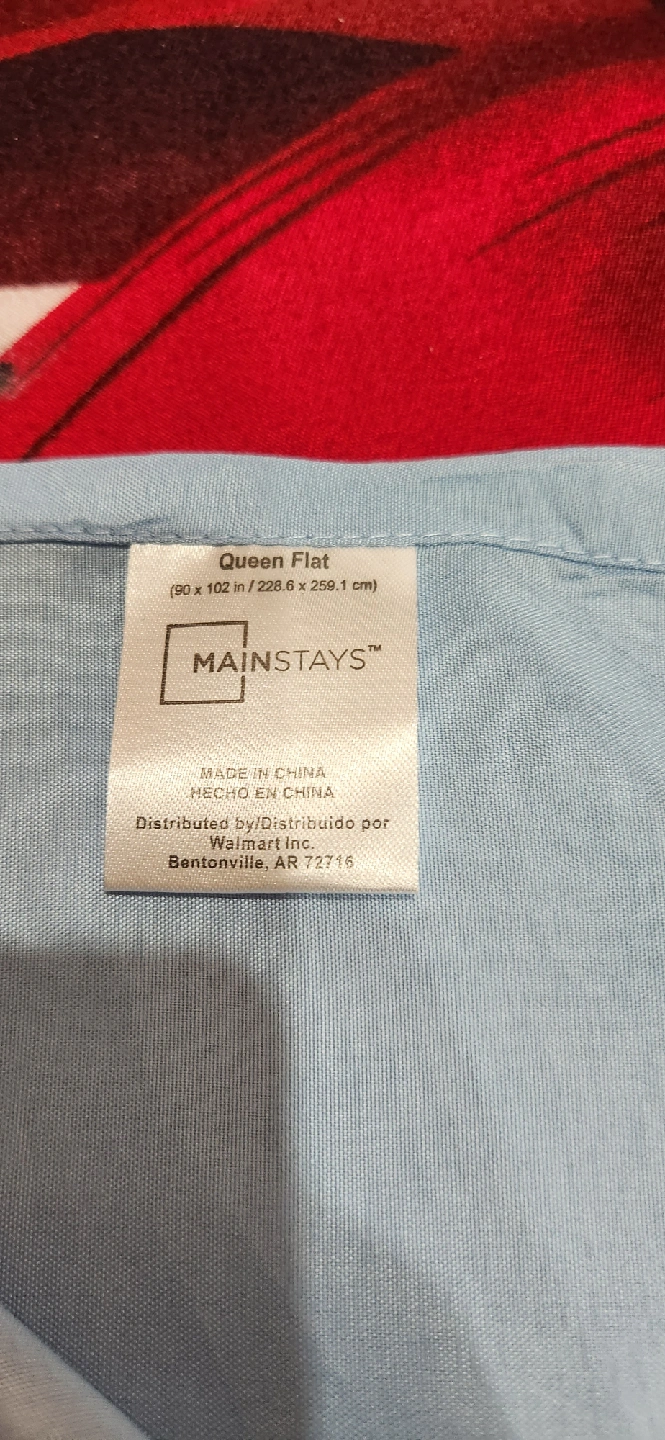 Queen Flat
(90 x 102 in / 228.6 x 259.1 cm)
MAINSTAYS™
MADE IN CHINA
HECHO EN CHINA
Distributed by/Distribuido por
Walmart Inc.
Bentonville, AR 72716